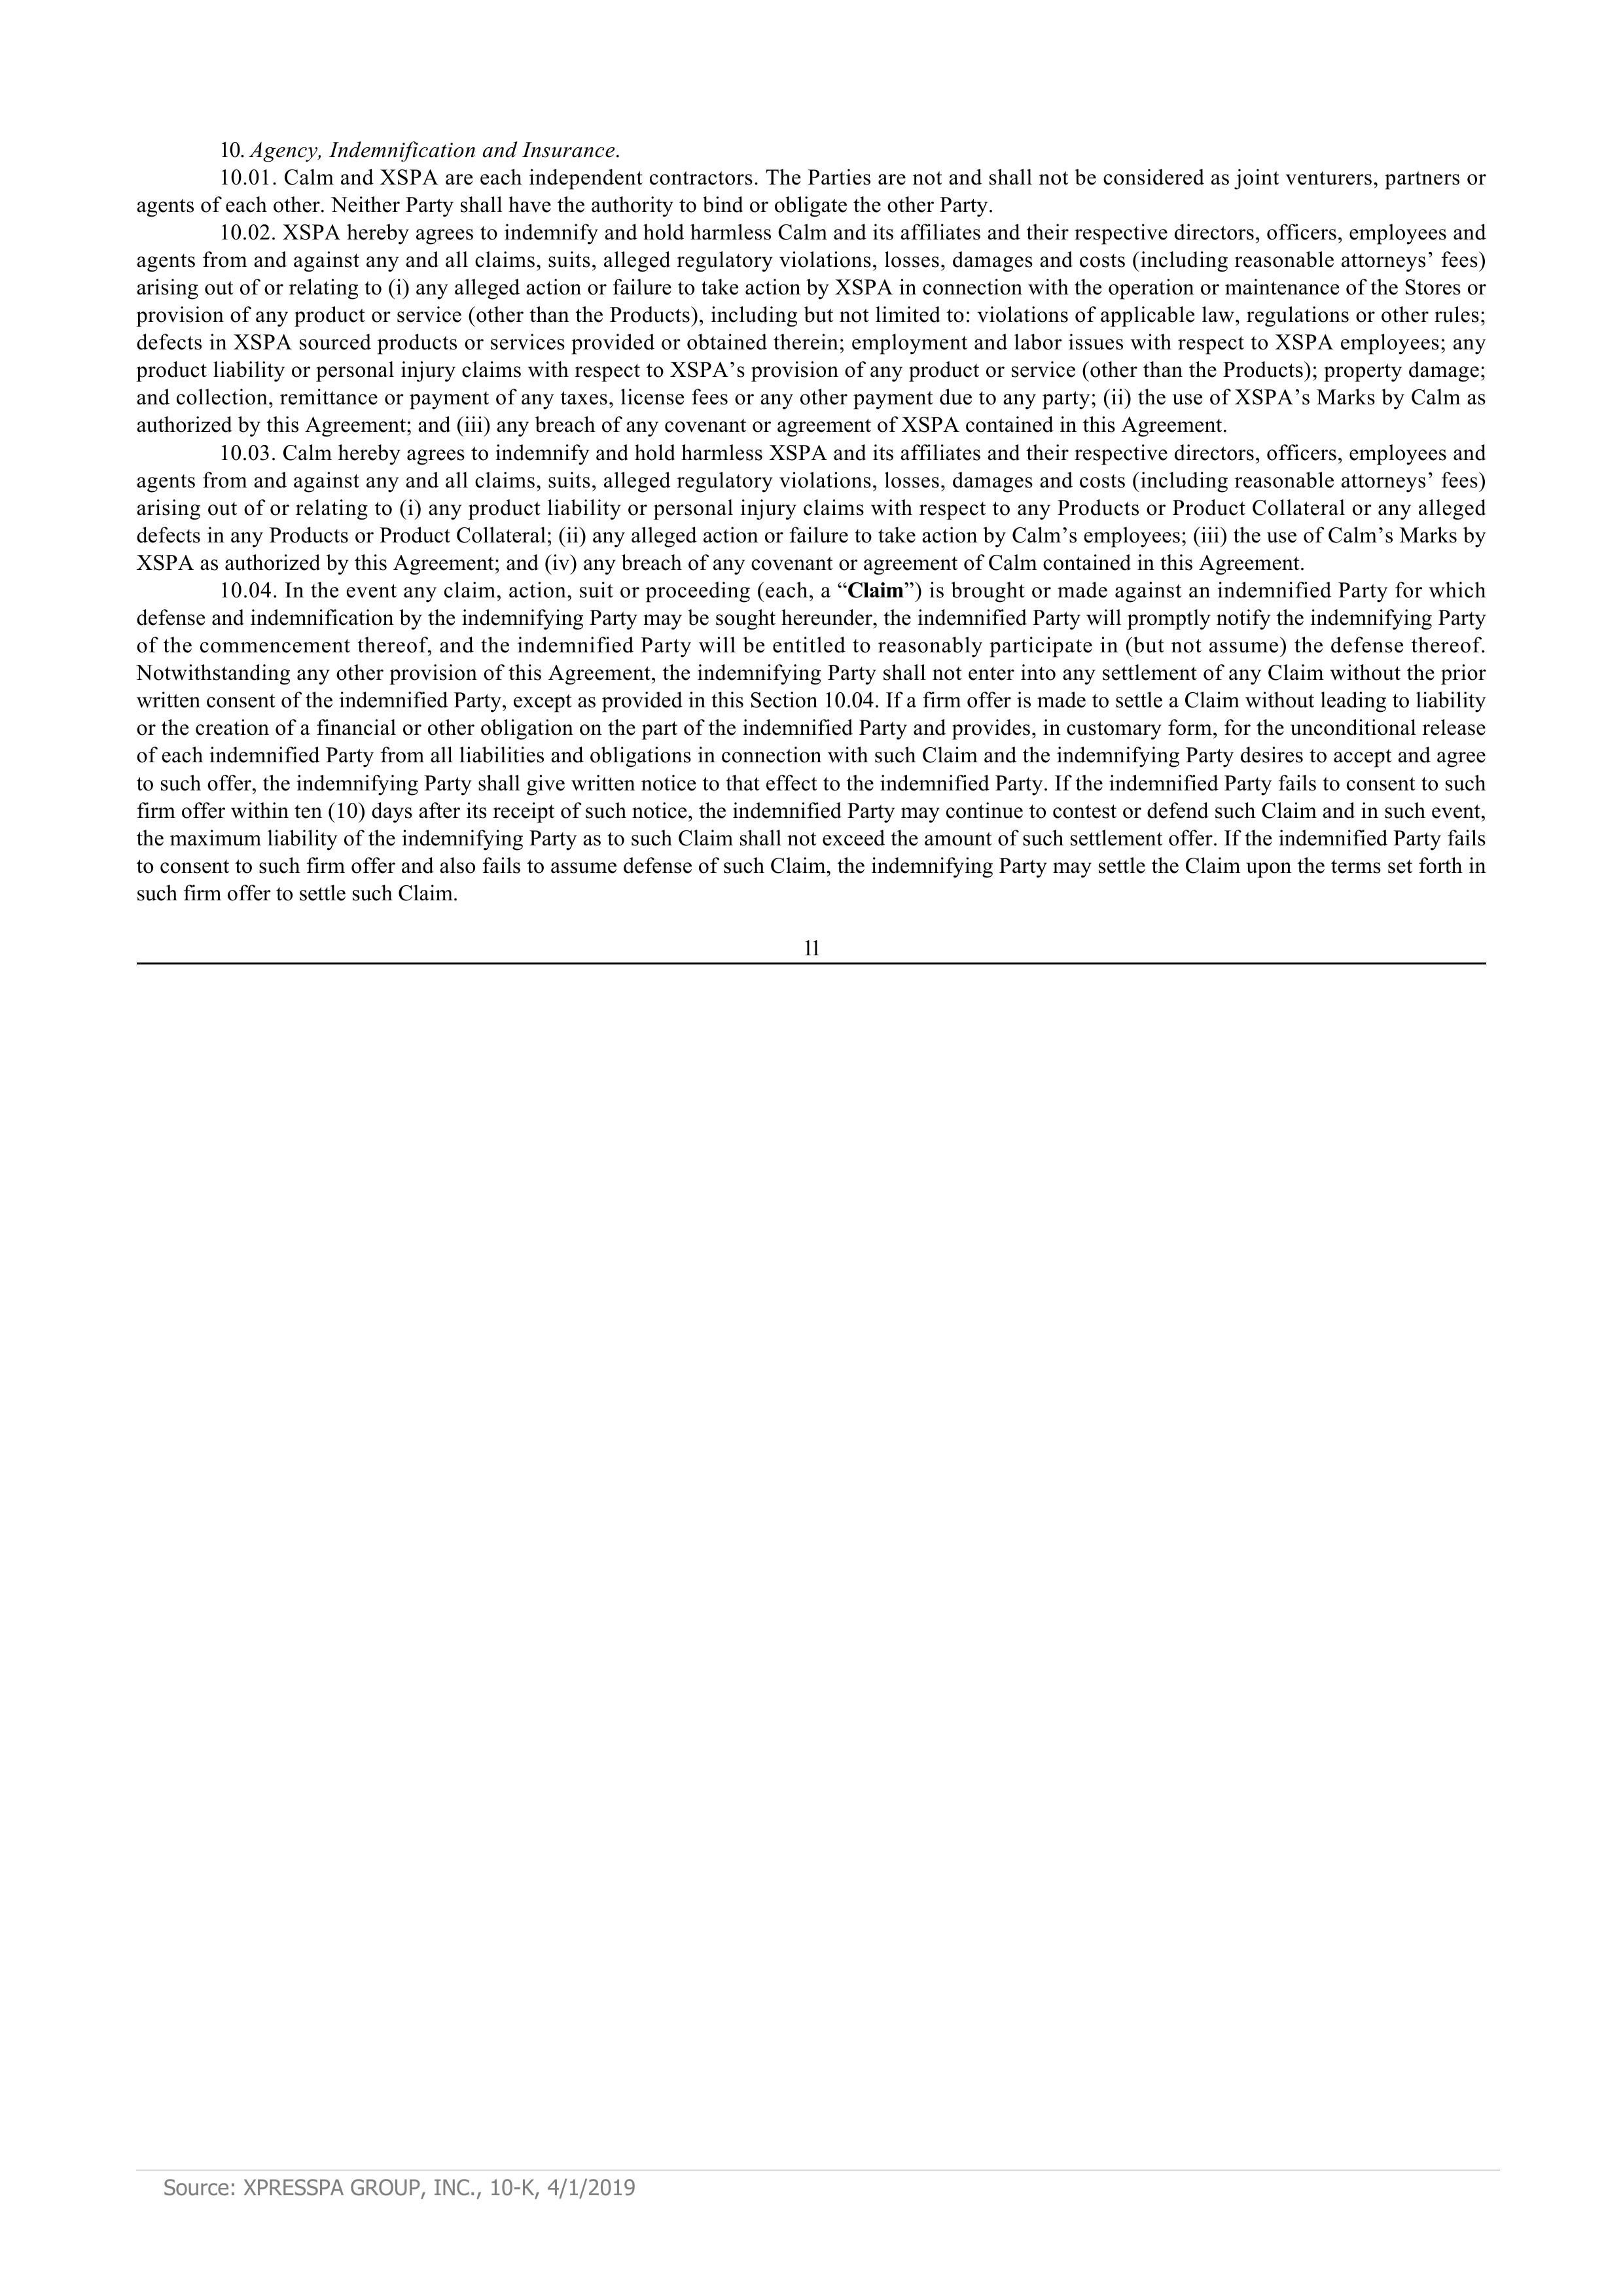 10. Agency, Indemnification and Insurance.
10.01. Calm and XSPA are each independent contractors. The Parties are not and shall not be considered as joint venturers, partners or
agents of each other. Neither Party shall have the authority to bind or obligate the other Party.
10.02. XSPA hereby agrees to indemnify and hold harmless Calm and its affiliates and their respective directors, officers, employees and
agents from and against any and all claims, suits, alleged regulatory violations, losses, damages and costs (including reasonable attorneys’ fees)
arising out of or relating to (i) any alleged action or failure to take action by XSPA in connection with the operation or maintenance of the Stores or
provision of any product or service (other than the Products), including but not limited to: violations of applicable law, regulations or other rules;
defects in XSPA sourced products or services provided or obtained therein; employment and labor issues with respect to XSPA employees; any
product liability or personal injury claims with respect to XSPA’s provision of any product or service (other than the Products); property damage;
and collection, remittance or payment of any taxes, license fees or any other payment due to any party; (ii) the use of XSPA’s Marks by Calm as
authorized by this Agreement; and (iii) any breach of any covenant or agreement of XSPA contained in this Agreement.
10.03. Calm hereby agrees to indemnify and hold harmless XSPA and its affiliates and their respective directors, officers, employees and
agents from and against any and all claims, suits, alleged regulatory violations, losses, damages and costs (including reasonable attorneys’ fees)
arising out of or relating to (i) any product liability or personal injury claims with respect to any Products or Product Collateral or any alleged
defects in any Products or Product Collateral; (ii) any alleged action or failure to take action by Calm’s employees; (iii) the use of Calm’s Marks by
XSPA as authorized by this Agreement; and (iv) any breach of any covenant or agreement of Calm contained in this Agreement.
10.04. In the event any claim, action, suit or proceeding (each, a “Claim”) is brought or made against an indemnified Party for which
defense and indemnification by the indemnifying Party may be sought hereunder, the indemnified Party will promptly notify the indemnifying Party
of the commencement thereof, and the indemnified Party will be entitled to reasonably participate in (but not assume) the defense thereof.
Notwithstanding any other provision of this Agreement, the indemnifying Party shall not enter into any settlement of any Claim without the prior
written consent of the indemnified Party, except as provided in this Section 10.04. If a firm offer is made to settle a Claim without leading to liability
or the creation of a financial or other obligation on the part of the indemnified Party and provides, in customary form, for the unconditional release
of each indemnified Party from all liabilities and obligations in connection with such Claim and the indemnifying Party desires to accept and agree
to such offer, the indemnifying Party shall give written notice to that effect to the indemnified Party. If the indemnified Party fails to consent to such
firm offer within ten (10) days after its receipt of such notice, the indemnified Party may continue to contest or defend such Claim and in such event,
the maximum liability of the indemnifying Party as to such Claim shall not exceed the amount of such settlement offer. If the indemnified Party fails
to consent to such firm offer and also fails to assume defense of such Claim, the indemnifying Party may settle the Claim upon the terms set forth in
such firm offer to settle such Claim.
11
Source: XPRESSPA GROUP, INC., 10-K, 4/1/2019